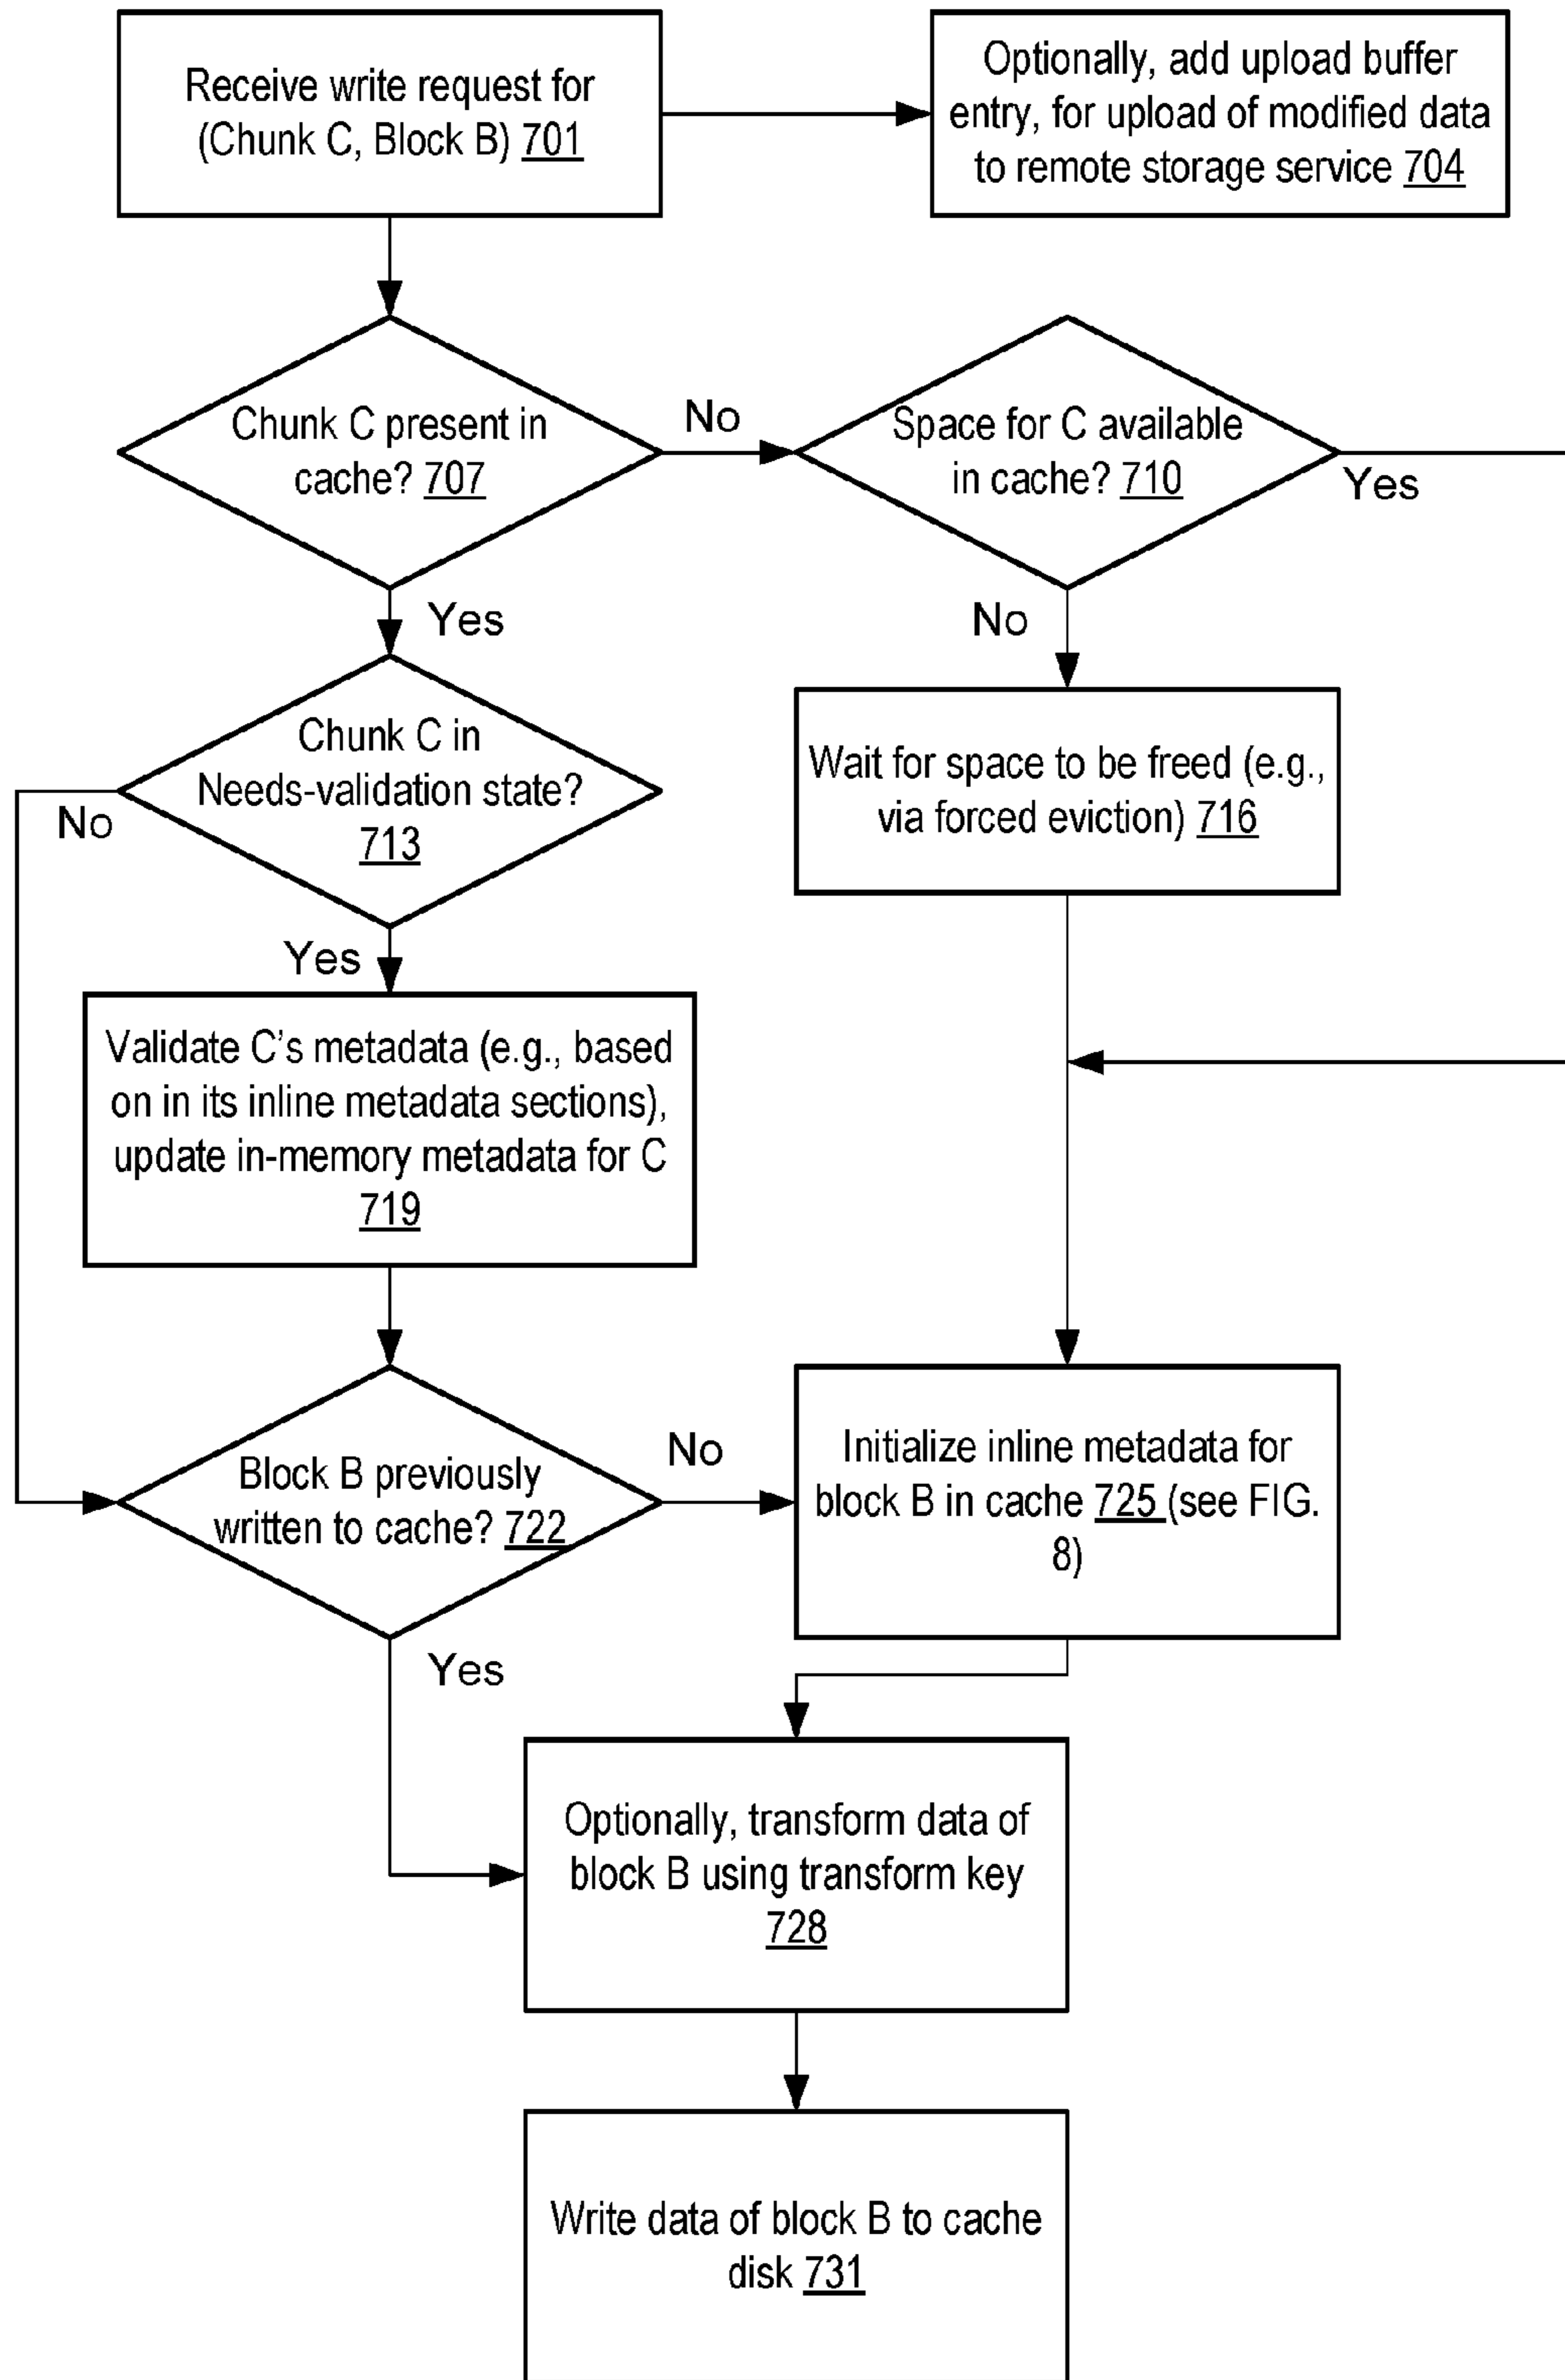 Receive write request for
(Chunk C, Block B) 701
Optionally, add upload buffer
entry, for upload of modified data
to remote storage service 704
Chunk C present in
cache? 707
No
Space for C available
in cache? 710
Yes
Yes
No
Chunk C in
Needs-validation state?
713
No
Wait for space to be freed (e.g.,
via forced eviction) 716
Yes
Validate C's metadata (e.g., based
on in its inline metadata sections),
update in-memory metadata for C
719
Block B previously
written to cache? 722
No
Initialize inline metadata for
block B in cache 725 (see FIG.
8)
Yes
Optionally, transform data of
block B using transform key
728
Write data of block B to cache
disk 731